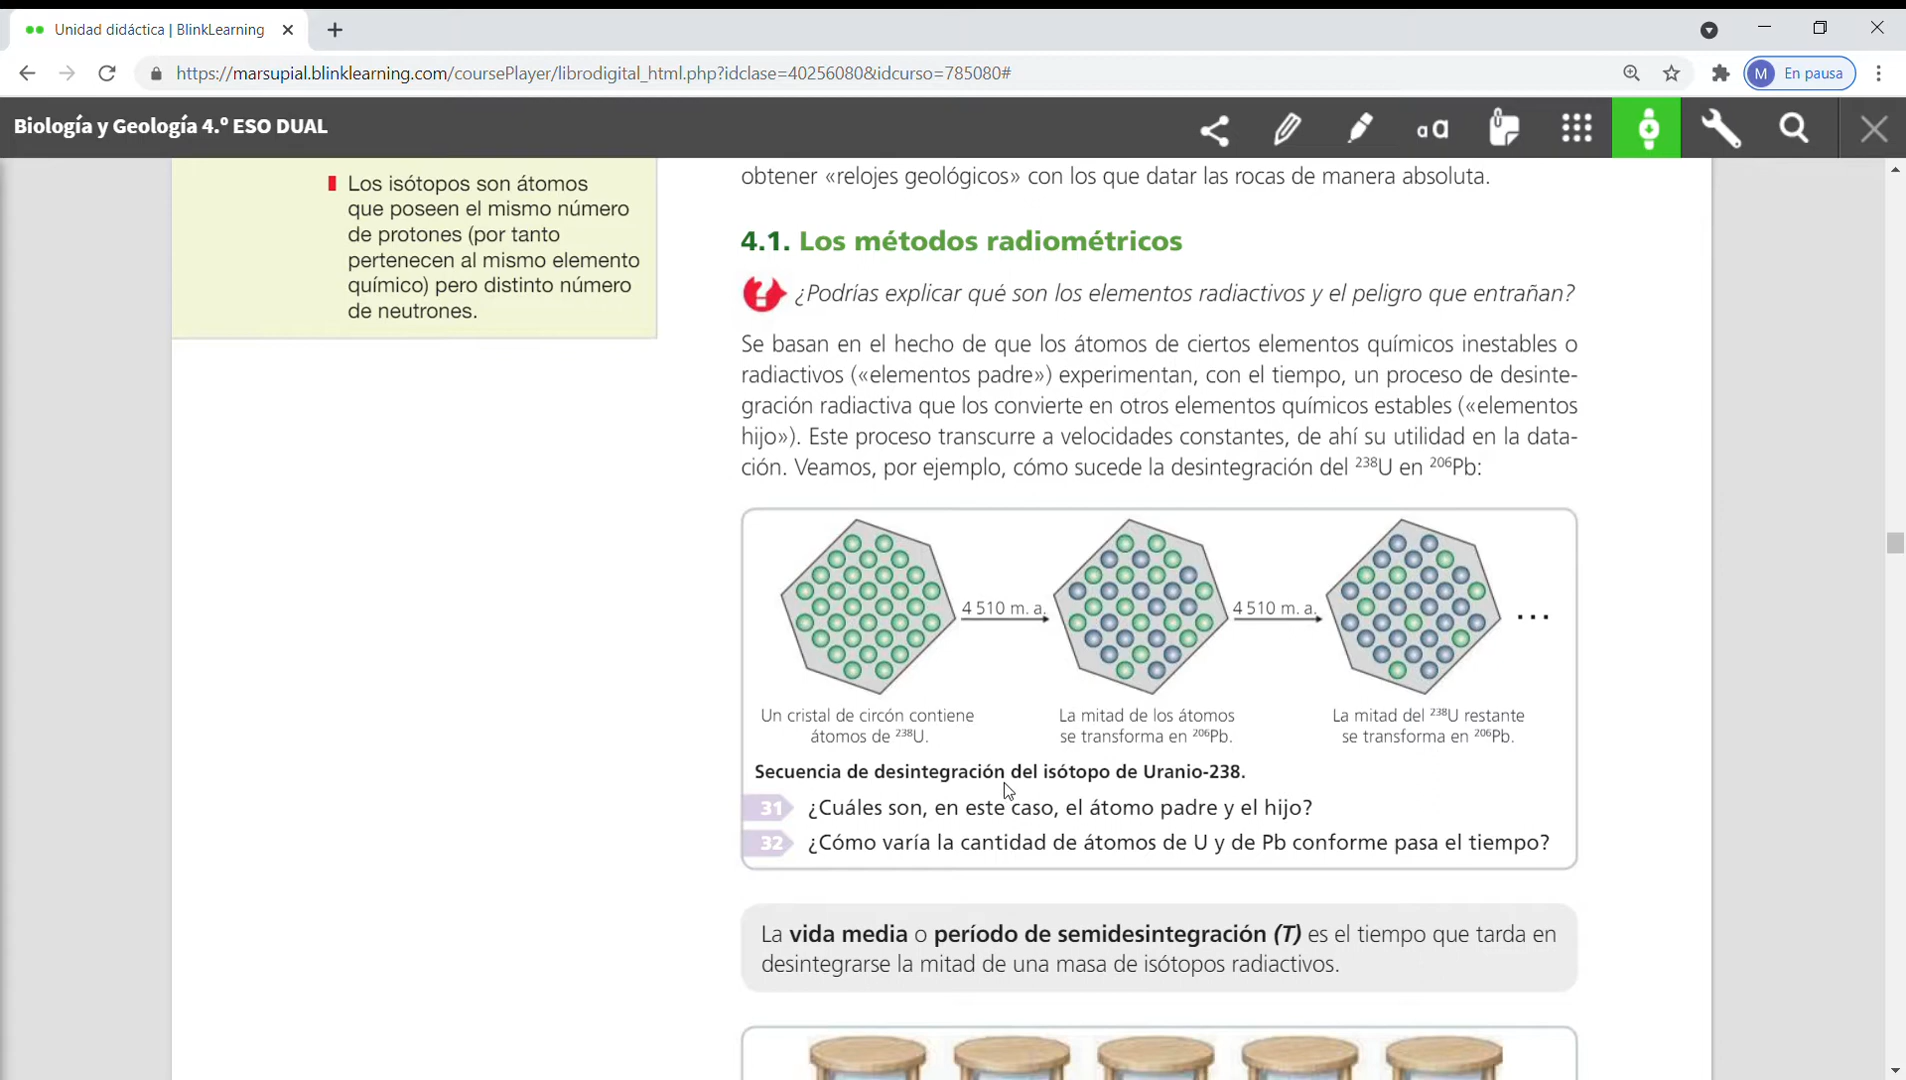 Unidad didáctica | BlinkLearning
https://marsupial.blinklearning.com/coursePlayer/librodigital_html.php?idclase=40256080&idcurso=785080#
M En pausa
Biología y Geología 4.º ESO DUAL
a a
Los isótopos son átomos
que poseen el mismo número
de protones (por tanto
pertenecen al mismo elemento
químico) pero distinto número
de neutrones.
obtener «relojes geológicos» con los que datar las rocas de manera absoluta.
4.1. Los métodos radiométricos
¿Podrías explicar qué son los elementos radiactivos y el peligro que entrañan?
Se basan en el hecho de que los átomos de ciertos elementos químicos inestables o
radiactivos («elementos padre») experimentan, con el tiempo, un proceso de desinte-
gración radiactiva que los convierte en otros elementos químicos estables («elementos
hijo»). Este proceso transcurre a velocidades constantes, de ahí su utilidad en la data-
ción. Veamos, por ejemplo, cómo sucede la desintegración del ²³⁸U en ²⁰⁶Pb:
4 510 m. a.
4 510 m. a.
...
Un cristal de circón contiene
átomos de ²³⁸U.
La mitad de los átomos
se transforma en ²⁰⁶Pb.
La mitad del ²³⁸U restante
se transforma en ²⁰⁶Pb.
Secuencia de desintegración del isótopo de Uranio-238.
31 ¿Cuáles son, en este caso, el átomo padre y el hijo?
32 ¿Cómo varía la cantidad de átomos de U y de Pb conforme pasa el tiempo?
La vida media o período de semidesintegración (T) es el tiempo que tarda en
desintegrarse la mitad de una masa de isótopos radiactivos.